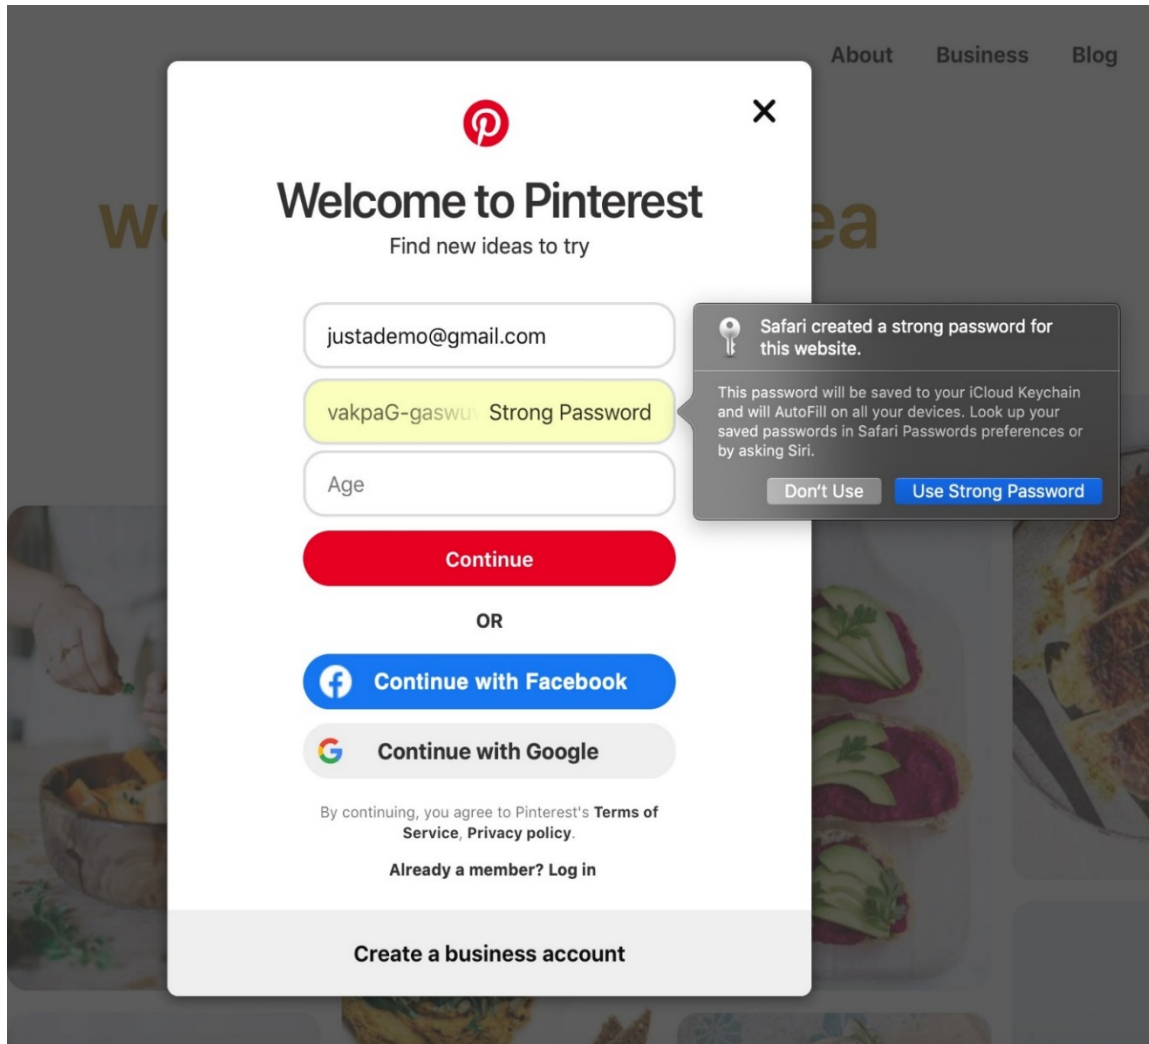 About Business Blog
Welcome to Pinterest
Find new ideas to try
justademo@gmail.com
vakpaG-gaswu Strong Password
Age
Continue
OR
Continue with Facebook
Continue with Google
By continuing, you agree to Pinterest's Terms of
Service, Privacy policy.
Already a member? Log in
Create a business account
Safari created a strong password for
this website.
This password will be saved to your iCloud Keychain
and will AutoFill on all your devices. Look up your
saved passwords in Safari Passwords preferences or
by asking Siri.
Don't Use Use Strong Password